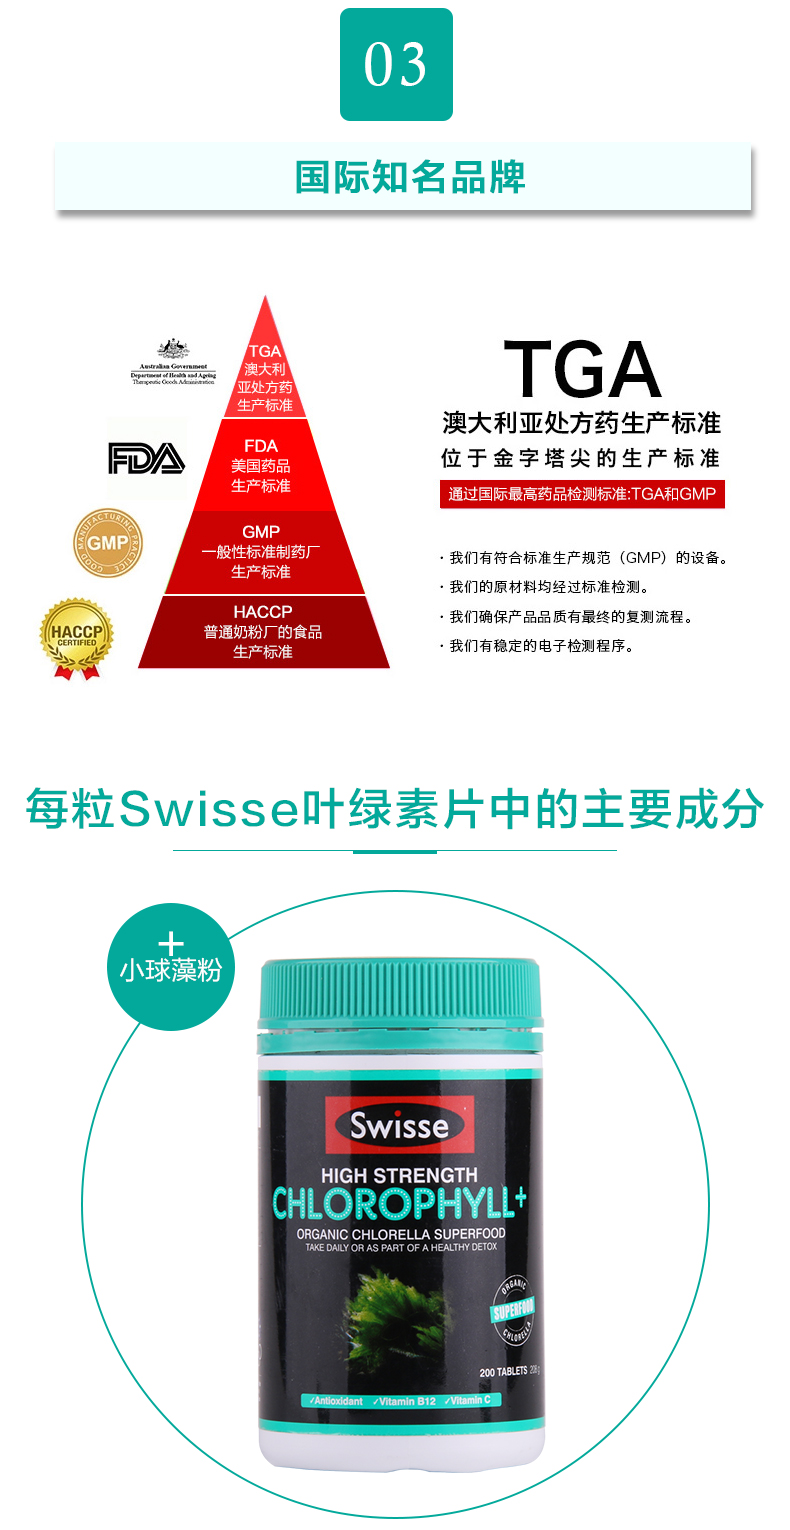 03
国际知名品牌
Australian Government
Department of Health and Ageing
Therapeutic Goods Administration
TGA
澳大利
亚处方药
生产标准
FDA
FDA
美国药品
生产标准
GOOD MANUFACTURING PRACTICE
GMP
GMP
一般性标准制药厂
生产标准
HACCP
CERTIFIED
HACCP
普通奶粉厂的食品
生产标准
TGA
澳大利亚处方药生产标准
位于金字塔尖的生产标准
通过国际最高药品检测标准:TGA和GMP
·我们有符合标准生产规范（GMP）的设备。
·我们的原材料均经过标准检测。
·我们确保产品品质有最终的复测流程。
·我们有稳定的电子检测程序。
每粒Swisse叶绿素片中的主要成分
+
小球藻粉
Swisse
HIGH STRENGTH
CHLOROPHYLL+
ORGANIC CHLORELLA SUPERFOOD
TAKE DAILY OR AS PART OF A HEALTHY DETOX
ORGANIC
SUPERFOOD
CHLORELLA
200 TABLETS 208 g
✓Antioxidant ✓Vitamin B12 ✓Vitamin C